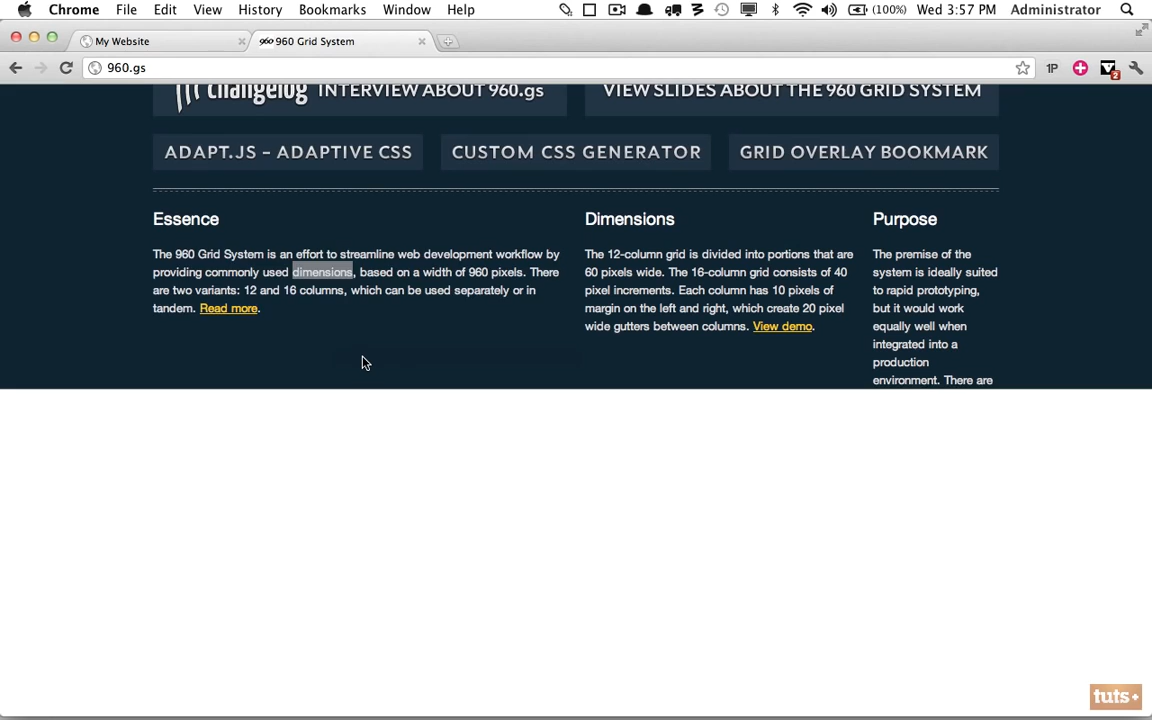 Chrome File Edit View History Bookmarks Window Help (100%) Wed 3:57 PM Administrator
My Website
960 960 Grid System
960.gs
1P
2
changelog INTERVIEW ABOUT 960.gs
VIEW SLIDES ABOUT THE 960 GRID SYSTEM
ADAPT.JS – ADAPTIVE CSS
CUSTOM CSS GENERATOR
GRID OVERLAY BOOKMARK
Essence
The 960 Grid System is an effort to streamline web development workflow by
providing commonly used dimensions, based on a width of 960 pixels. There
are two variants: 12 and 16 columns, which can be used separately or in
tandem. Read more.
Dimensions
The 12-column grid is divided into portions that are
60 pixels wide. The 16-column grid consists of 40
pixel increments. Each column has 10 pixels of
margin on the left and right, which create 20 pixel
wide gutters between columns. View demo.
Purpose
The premise of the
system is ideally suited
to rapid prototyping,
but it would work
equally well when
integrated into a
production
environment. There are
tuts+